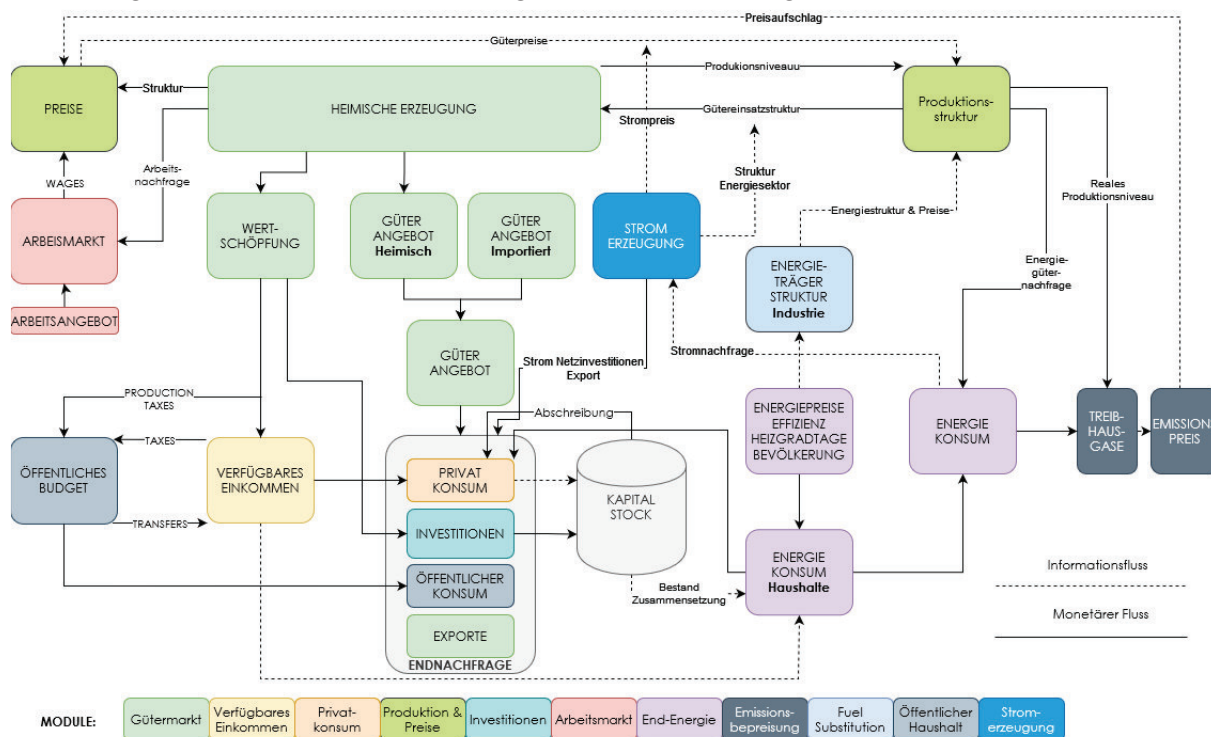 Preisaufschlag
Güterpreise
Produkionsniveauu
Struktur
PREISE
HEIMISCHE ERZEUGUNG
Gütereinsatzstruktur
Produktions-
struktur
Strompreis
Arbeits-
nachfrage
WAGES
Struktur
Energiesektor
Reales
Produktionsniveau
ARBEISMARKT
WERT-
SCHÖPFUNG
GÜTER
ANGEBOT
Heimisch
GÜTER
ANGEBOT
Importiert
STROM
ERZEUGUNG
Energiestruktur & Preise
ENERGIE-
TRÄGER
STRUKTUR
Industrie
Energie-
güter-
nachfrage
ARBEITSANGEBOT
GÜTER
ANGEBOT
Strom Netzinvestitionen
Export
Stromnachfrage
PRODUCTION
TAXES
Abschreibung
ENERGIEPREISE
EFFIZIENZ
HEIZGRADTAGE
BEVÖLKERUNG
ENERGIE
KONSUM
TREIB-
HAUS-
GASE
EMISSIONS
PREIS
TAXES
ÖFFENTLICHES
BUDGET
VERFÜGBARES
EINKOMMEN
PRIVAT
KONSUM
KAPITAL
STOCK
TRANSFERS
INVESTITIONEN
ÖFFENTLICHER
KONSUM
EXPORTE
ENDNACHFRAGE
Bestand
Zusammensetzung
ENERGIE
KONSUM
Haushalte
Informationsfluss
Monetärer Fluss
MODULE:
Gütermarkt
Verfügbares
Einkommen
Privat-
konsum
Produktion &
Preise
Investitionen
Arbeitsmarkt
End-Energie
Emissions-
bepreisung
Fuel
Substitution
Öffentlicher
Haushalt
Strom-
erzeugung